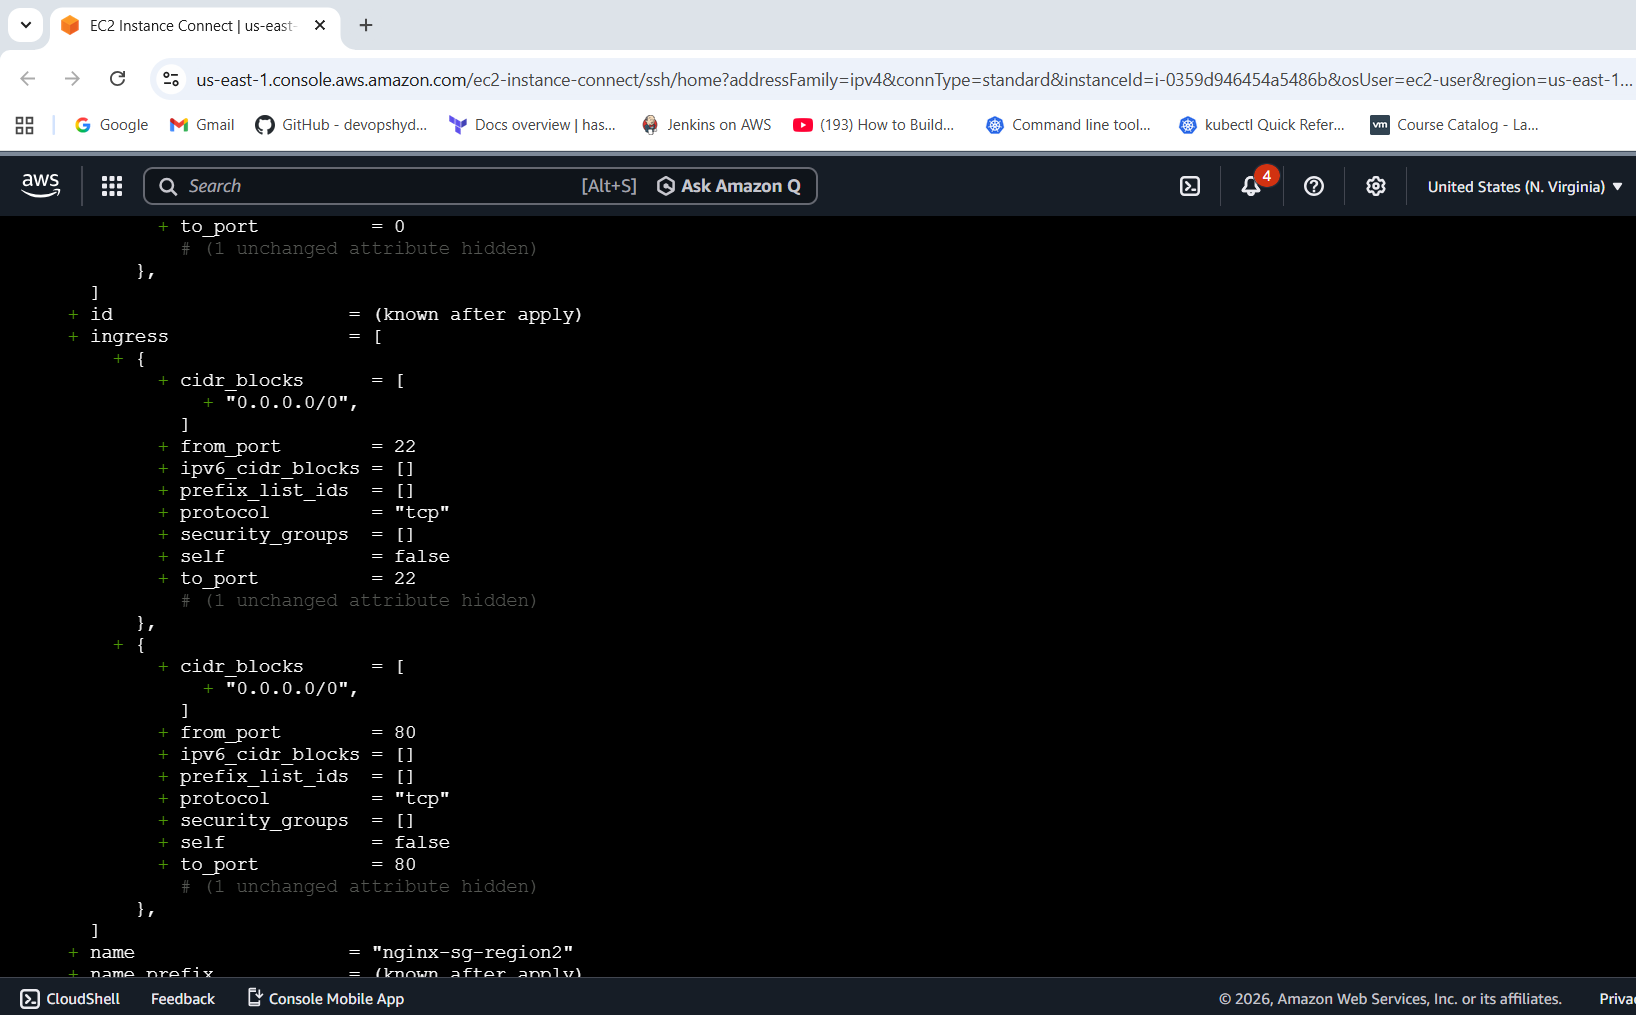 EC2 Instance Connect | us-east-
us-east-1.console.aws.amazon.com/ec2-instance-connect/ssh/home?addressFamily=ipv4&connType=standard&instanceId=i-0359d946454a5486b&osUser=ec2-user&region=us-east-1...
Google Gmail GitHub - devopshyd... Docs overview | has... Jenkins on AWS (193) How to Build... Command line tool... kubectl Quick Refer... vm Course Catalog - La...
aws Search [Alt+S] Ask Amazon Q 4 United States (N. Virginia)
+ to_port = 0
# (1 unchanged attribute hidden)
},
]
+ id = (known after apply)
+ ingress = [
+ {
+ cidr_blocks = [
+ "0.0.0.0/0",
]
+ from_port = 22
+ ipv6_cidr_blocks = []
+ prefix_list_ids = []
+ protocol = "tcp"
+ security_groups = []
+ self = false
+ to_port = 22
# (1 unchanged attribute hidden)
},
+ {
+ cidr_blocks = [
+ "0.0.0.0/0",
]
+ from_port = 80
+ ipv6_cidr_blocks = []
+ prefix_list_ids = []
+ protocol = "tcp"
+ security_groups = []
+ self = false
+ to_port = 80
# (1 unchanged attribute hidden)
},
]
+ name = "nginx-sg-region2"
+ name_prefix = (known after apply)
CloudShell Feedback Console Mobile App © 2026, Amazon Web Services, Inc. or its affiliates. Priva